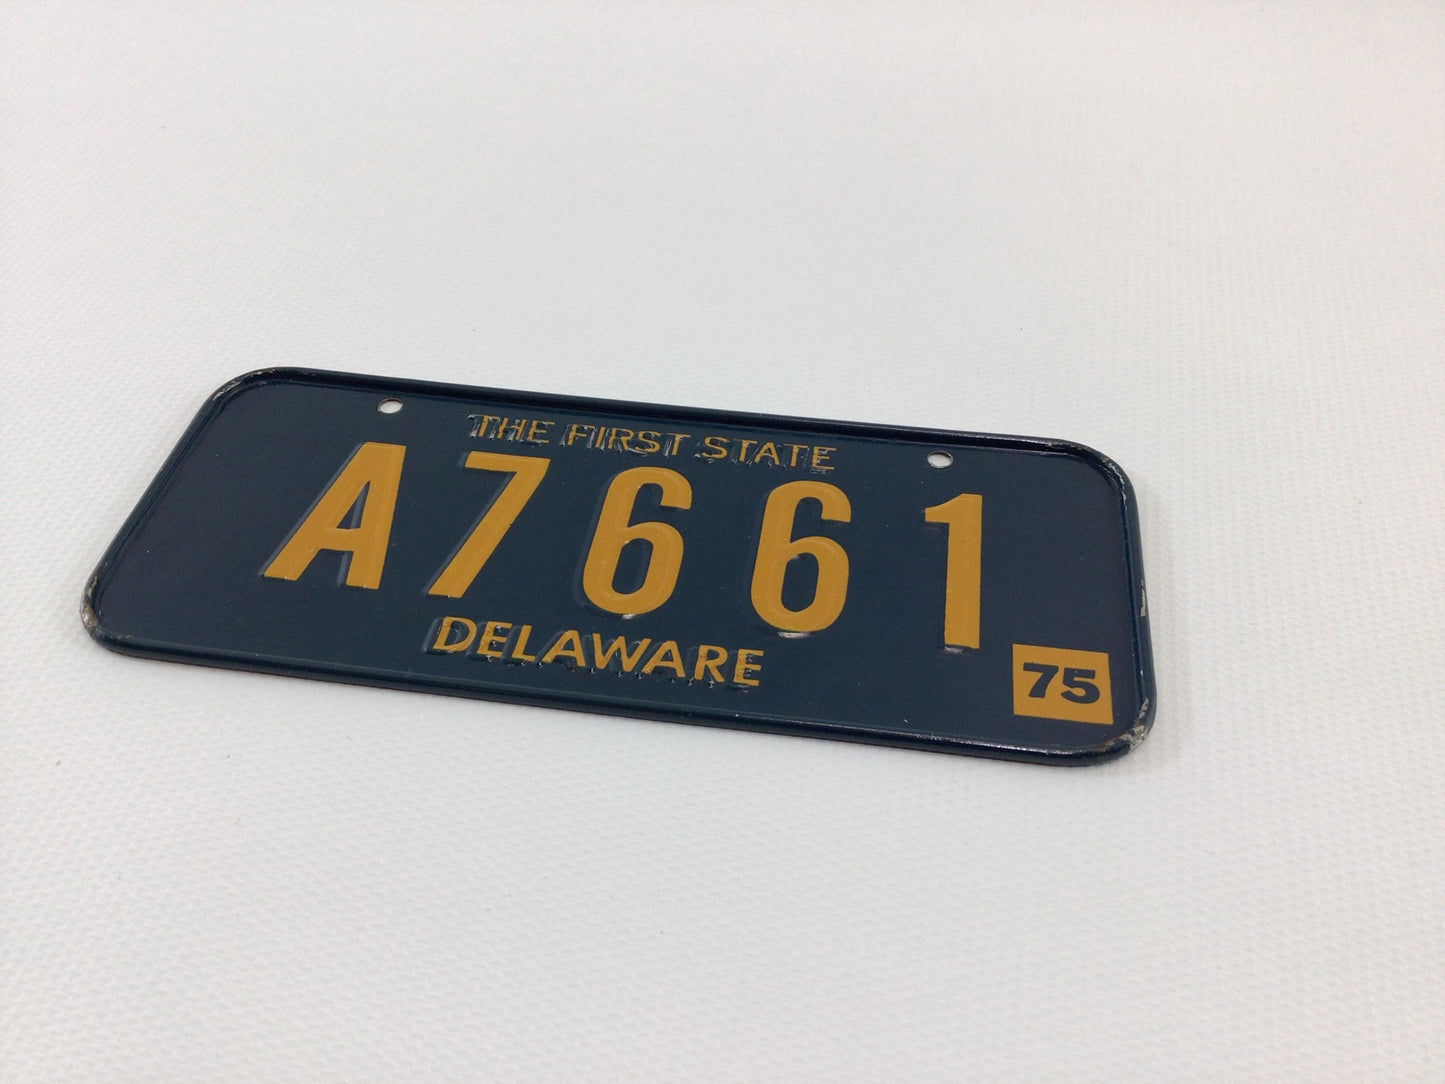 THE FIRST STATE
A7661
DELAWARE
75